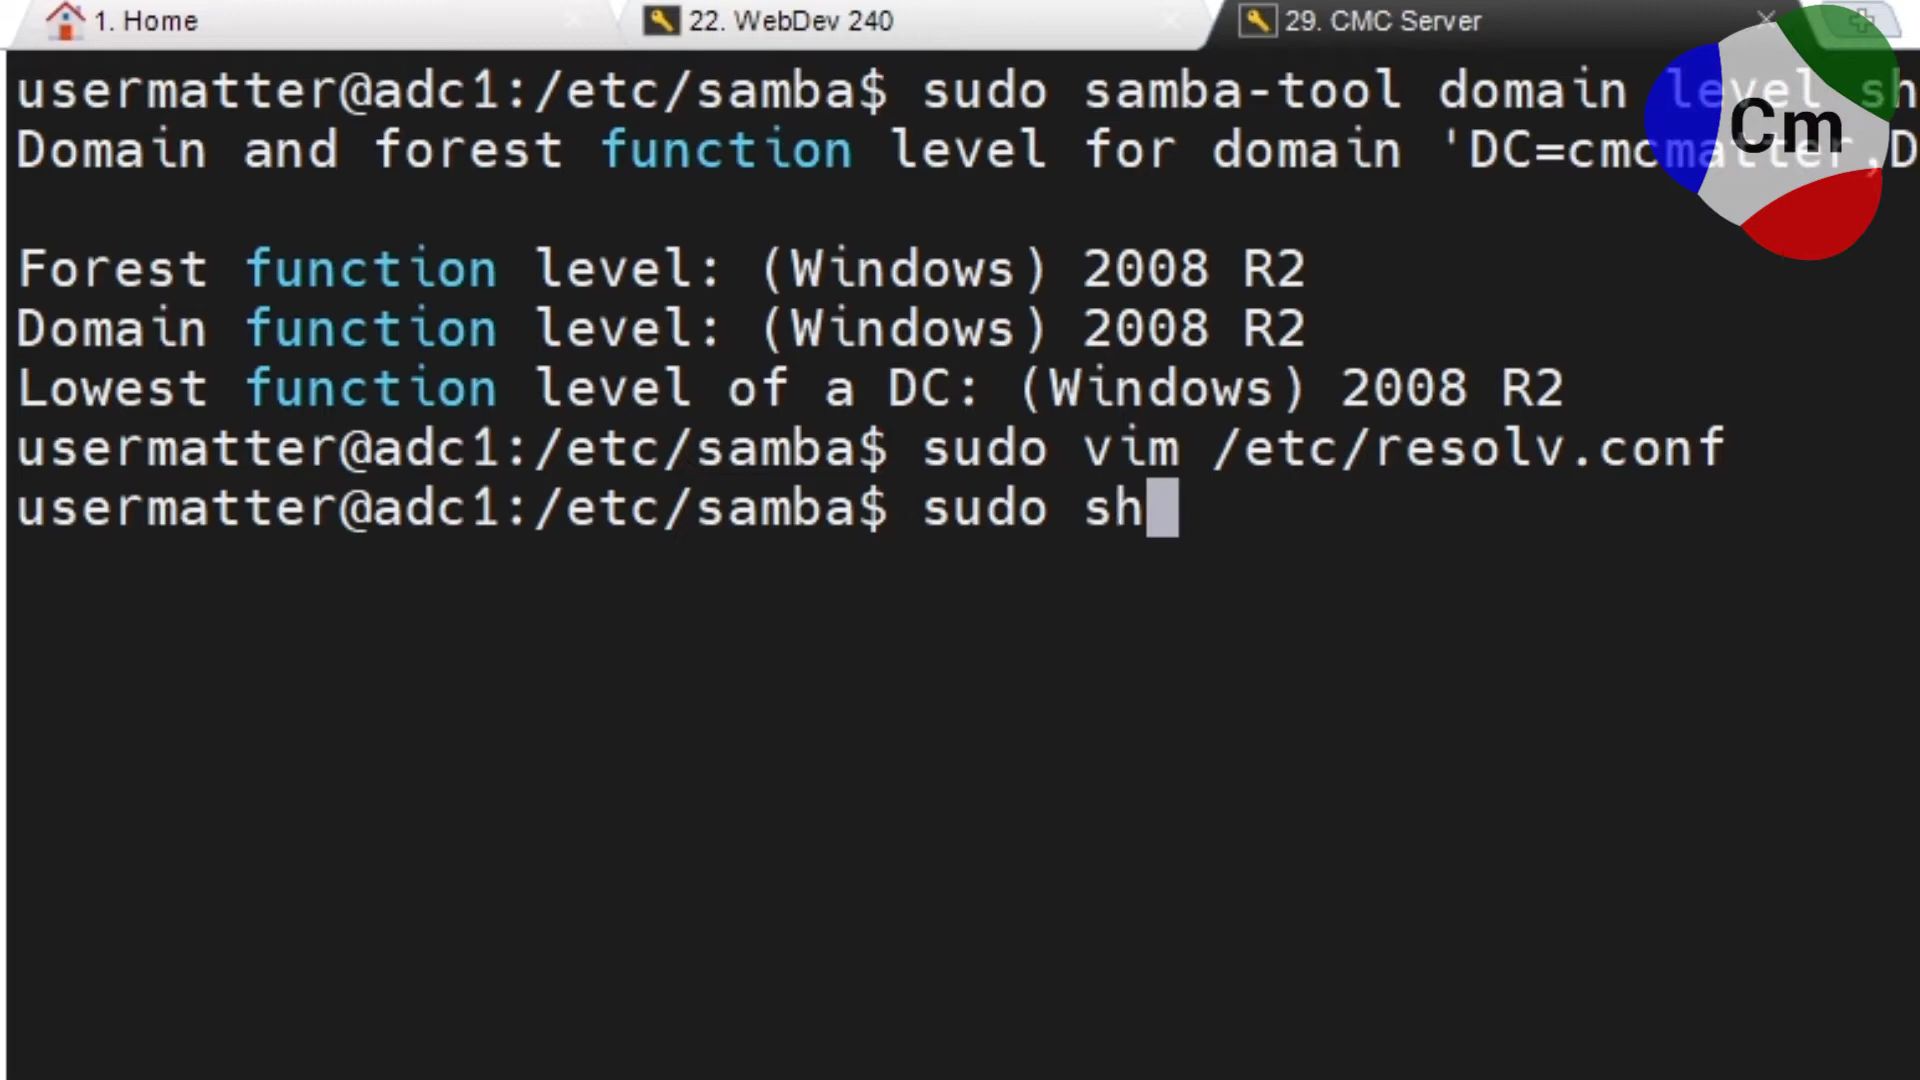 1. Home
22. WebDev 240
29. CMC Server
Cm
usermatter@adc1:/etc/samba$ sudo samba-tool domain level sh
Domain and forest function level for domain 'DC=cmcmatter,D
Forest function level: (Windows) 2008 R2
Domain function level: (Windows) 2008 R2
Lowest function level of a DC: (Windows) 2008 R2
usermatter@adc1:/etc/samba$ sudo vim /etc/resolv.conf
usermatter@adc1:/etc/samba$ sudo sh